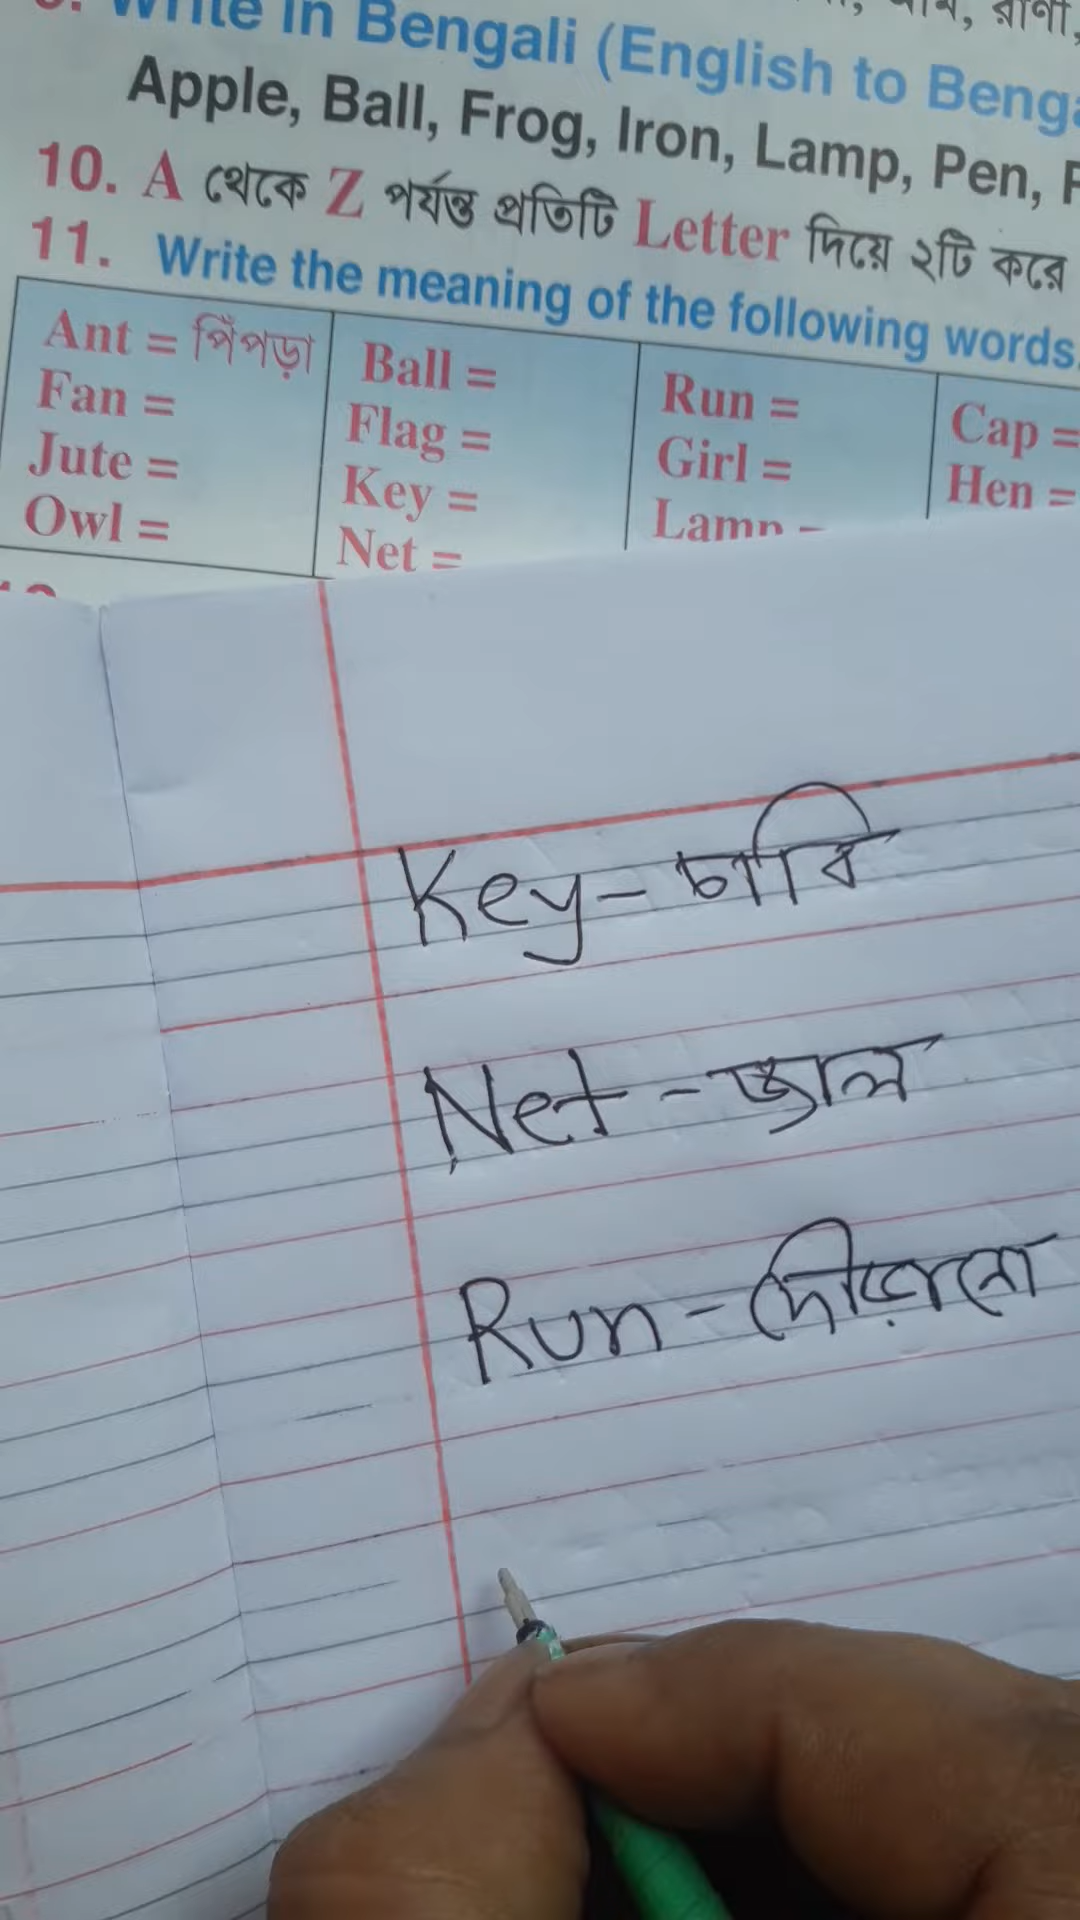 Write in Bengali (English to Beng
Apple, Ball, Frog, Iron, Lamp, Pen,
10. A থেকে Z পর্যন্ত প্রতিটি Letter দিয়ে ২টি করে
11. Write the meaning of the following words.
Ant = পিঁপড়া
Fan =
Jute =
Owl =
Ball =
Flag =
Key =
Net =
Run =
Girl =
Lamp =
Cap =
Hen =
Key - চাবি
Net - জাল
Run - দৌড়ানো